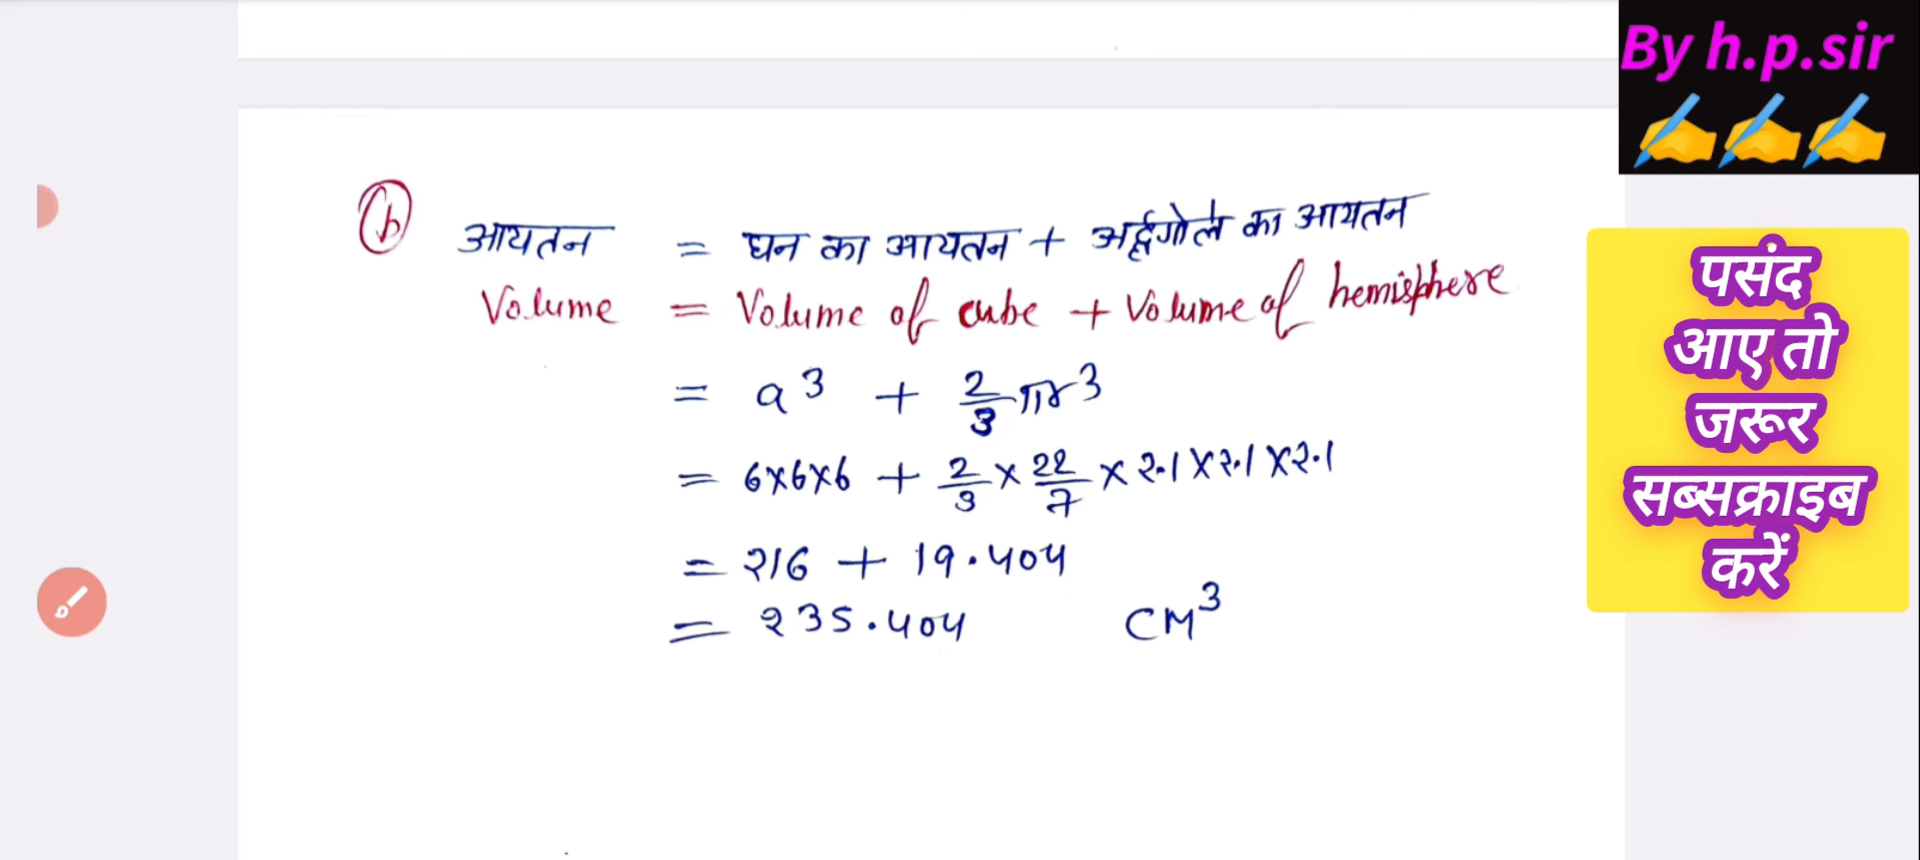 By h.p.sir
(b) आयतन = घन का आयतन + अर्द्धगोले का आयतन
Volume = Volume of cube + Volume of hemisphere
= a³ + 2/3 πr³
= 6×6×6 + 2/3 × 22/7 × 2.1 × 2.1 × 2.1
= 216 + 19.404
= 235.404 CM³
पसंद
आए तो
जरूर
सब्सक्राइब
करें